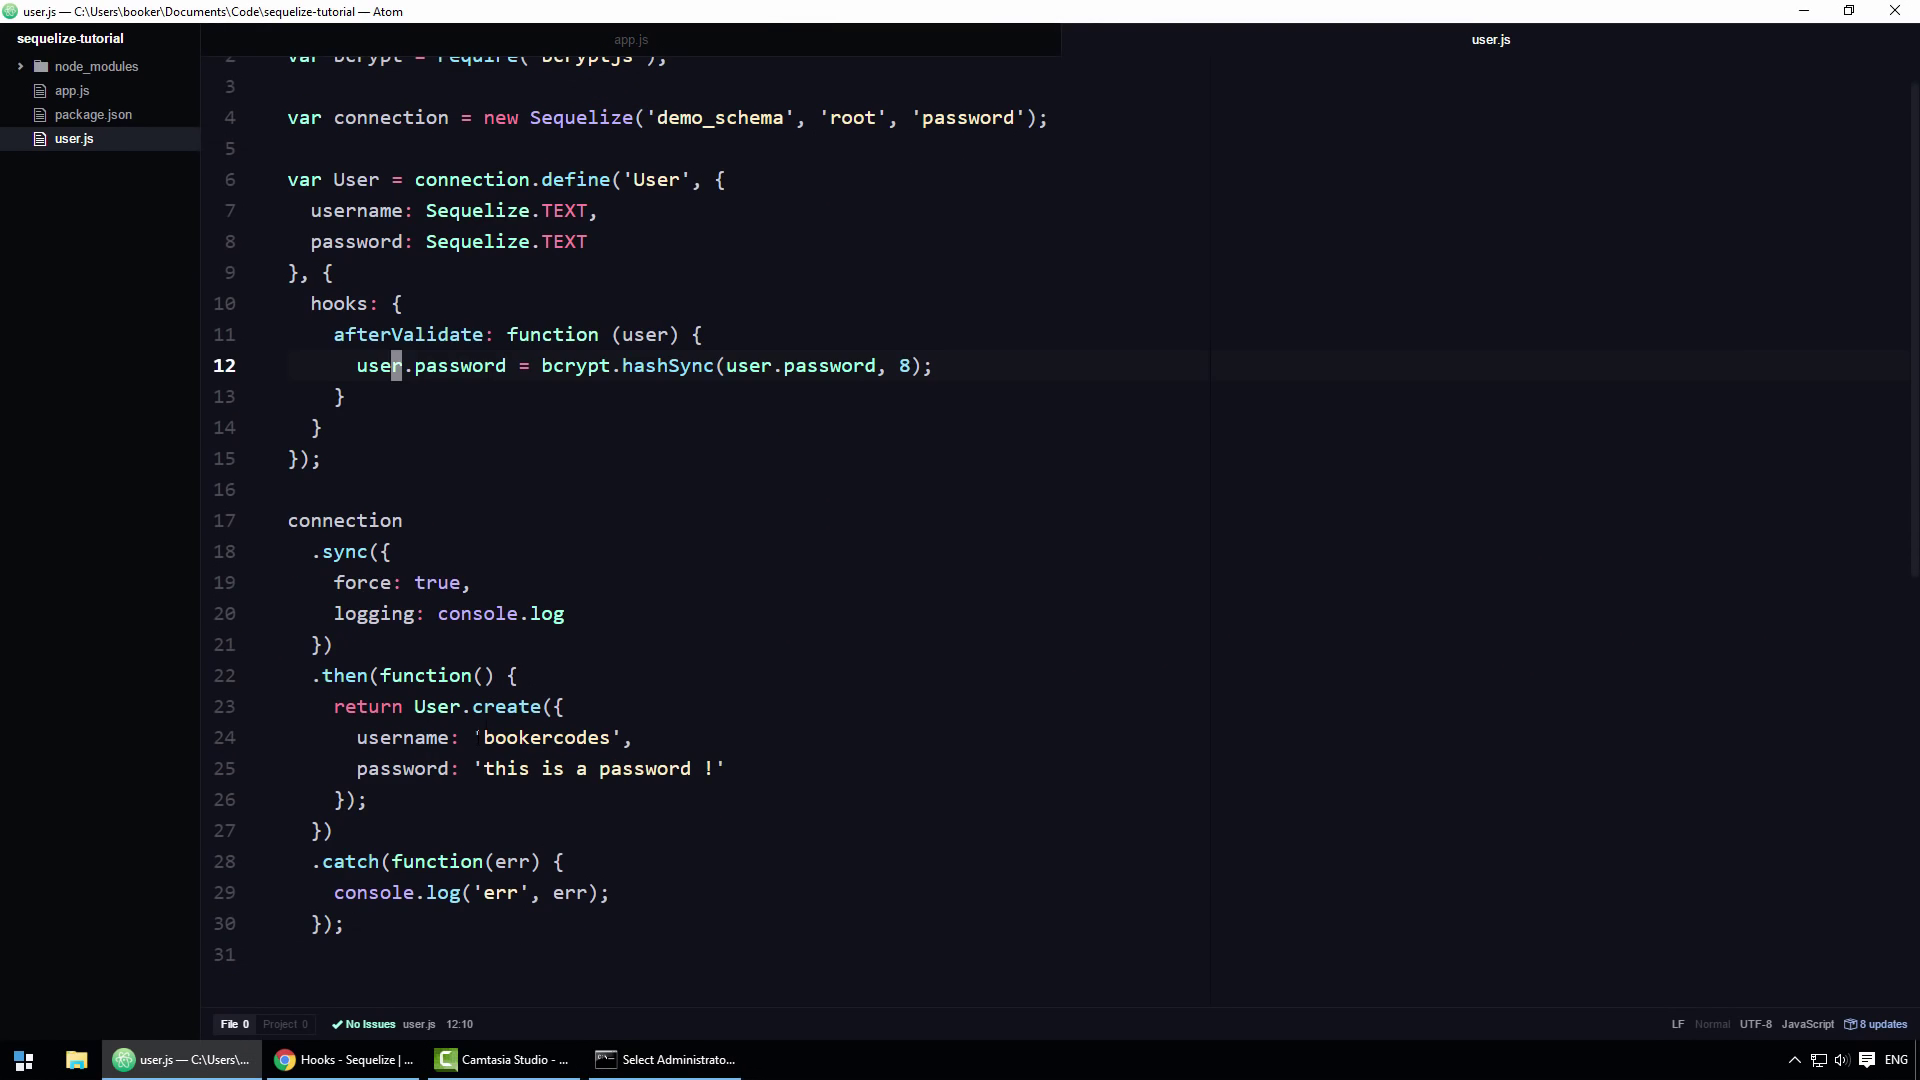 user.js — C:\Users\booker\Documents\Code\sequelize-tutorial — Atom
sequelize-tutorial
node_modules
app.js
package.json
user.js
app.js
user.js
2 var bcrypt = require('bcryptjs');
3
4 var connection = new Sequelize('demo_schema', 'root', 'password');
5
6 var User = connection.define('User', {
7 username: Sequelize.TEXT,
8 password: Sequelize.TEXT
9 }, {
10 hooks: {
11 afterValidate: function (user) {
12 user.password = bcrypt.hashSync(user.password, 8);
13 }
14 }
15 });
16
17 connection
18 .sync({
19 force: true,
20 logging: console.log
21 })
22 .then(function() {
23 return User.create({
24 username: 'bookercodes',
25 password: 'this is a password !'
26 });
27 })
28 .catch(function(err) {
29 console.log('err', err);
30 });
31
File 0 Project 0 No Issues user.js 12:10
LF Normal UTF-8 JavaScript 8 updates
user.js — C:\Users\... Hooks - Sequelize | ... Camtasia Studio - ... Select Administrato... ENG